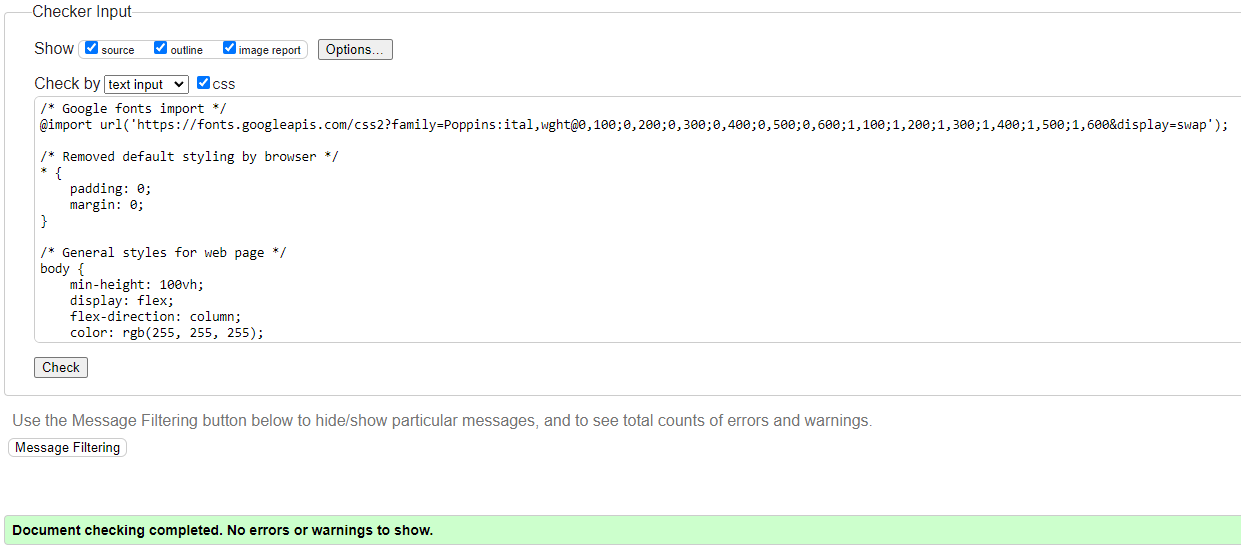 Checker Input
Show source outline image report Options...
Check by text input css
/* Google fonts import */
@import url('https://fonts.googleapis.com/css2?family=Poppins:ital,wght@0,100;0,200;0,300;0,400;0,500;0,600;1,100;1,200;1,300;1,400;1,500;1,600&display=swap');
/* Removed default styling by browser */
* {
    padding: 0;
    margin: 0;
}
/* General styles for web page */
body {
    min-height: 100vh;
    display: flex;
    flex-direction: column;
    color: rgb(255, 255, 255);
Check
Use the Message Filtering button below to hide/show particular messages, and to see total counts of errors and warnings.
Message Filtering
Document checking completed. No errors or warnings to show.